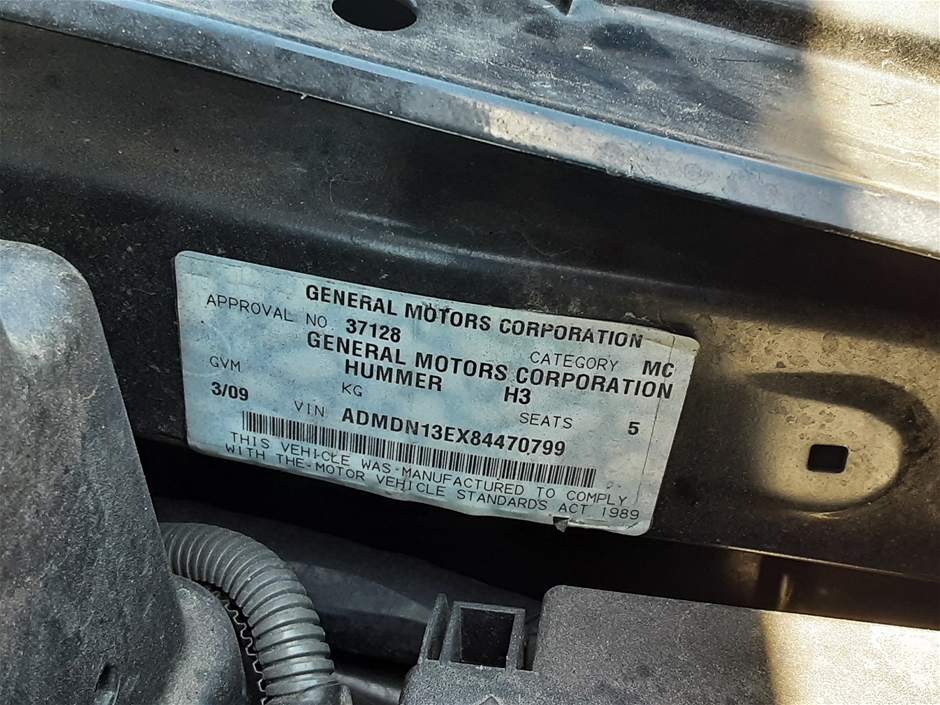 GENERAL MOTORS CORPORATION
APPROVAL NO 37128 CATEGORY MC
GENERAL MOTORS CORPORATION
HUMMER H3
GVM KG SEATS 5
3/09 VIN ADMDN13EX84470799
THIS VEHICLE WAS MANUFACTURED TO COMPLY
WITH THE MOTOR VEHICLE STANDARDS ACT 1989